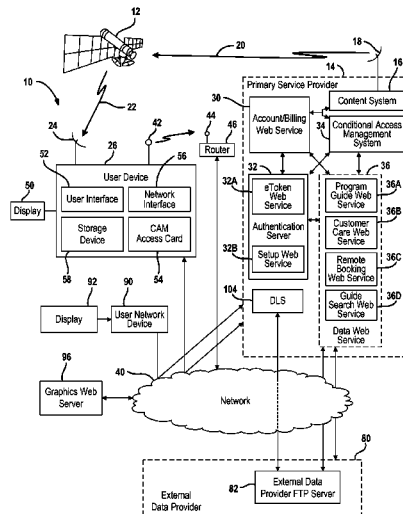 12
20
18
14
Primary Service Provider
16
10
22
30
Content System
Account/Billing
Web Service
34
Conditional Access
Management
System
24
42
44
46
Router
52
26
56
User Device
50
Display
User Interface
Network
Interface
Storage
Device
CAM
Access Card
58
54
32
32A
eToken Web
Service
Authentication
Server
32B
Setup Web
Service
36
Program
Guide Web
Service
36A
Customer
Care Web
Service
36B
Remote
Booking Web
Service
36C
Guide
Search Web
Service
36D
Data Web
Service
92
90
Display
User Network
Device
104
DLS
96
Graphics Web
Server
40
Network
80
82
External Data
Provider FTP Server
External
Data Provider